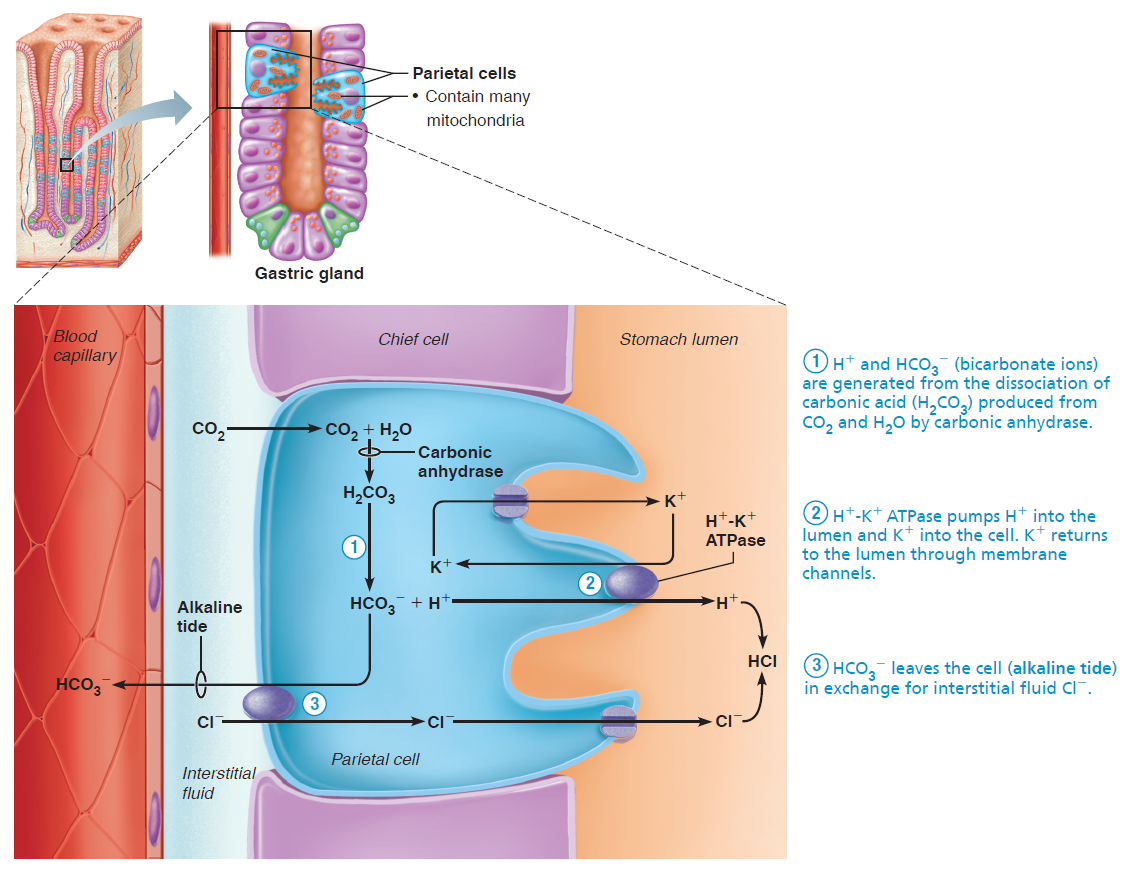 Parietal cells
• Contain many
mitochondria
Gastric gland
Blood
capillary
Chief cell
Stomach lumen
CO₂
CO₂ + H₂O
Carbonic
anhydrase
H₂CO₃
K⁺
H⁺-K⁺
ATPase
1
K⁺
2
HCO₃⁻ + H⁺
H⁺
Alkaline
tide
HCl
HCO₃⁻
3
Cl⁻
Cl⁻
Cl⁻
Parietal cell
Interstitial
fluid
1 H⁺ and HCO₃⁻ (bicarbonate ions)
are generated from the dissociation of
carbonic acid (H₂CO₃) produced from
CO₂ and H₂O by carbonic anhydrase.
2 H⁺-K⁺ ATPase pumps H⁺ into the
lumen and K⁺ into the cell. K⁺ returns
to the lumen through membrane
channels.
3 HCO₃⁻ leaves the cell (alkaline tide)
in exchange for interstitial fluid Cl⁻.